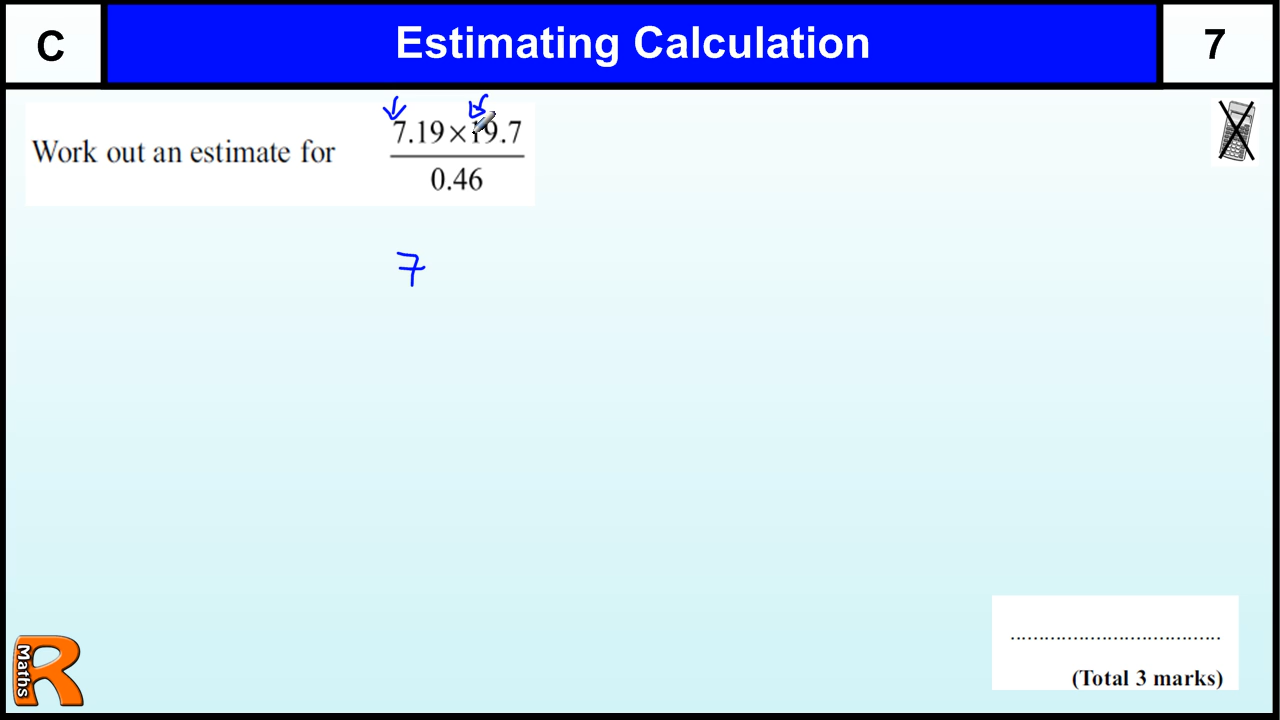 C
Estimating Calculation
7
Work out an estimate for 7.19×19.7
0.46
7
....................................
(Total 3 marks)
R
Maths